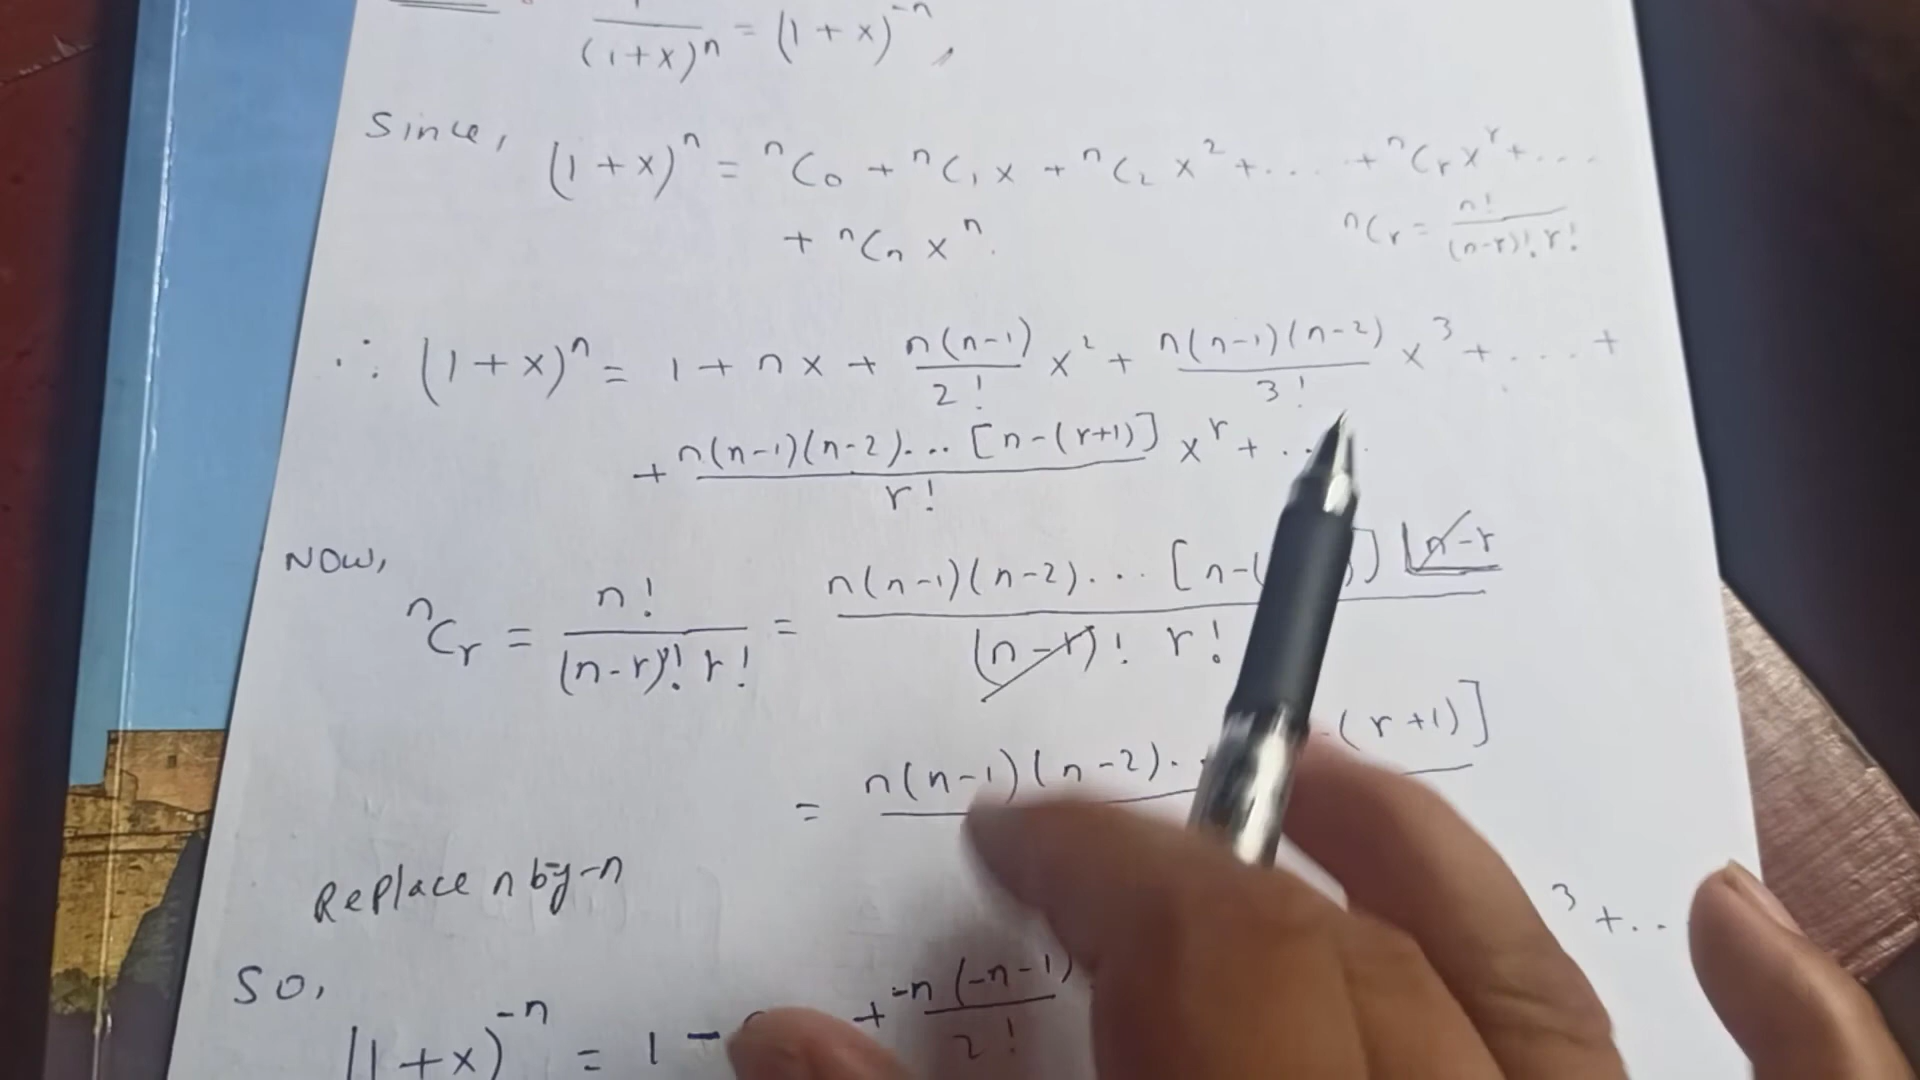 1/(1+x)^n = (1+x)^-n,
Since, (1+x)^n = ^nC_0 + ^nC_1 x + ^nC_2 x^2 + .... + ^nC_r x^r + ....
+ ^nC_n x^n.
^nC_r = n!/(n-r)! r!
∴ (1+x)^n = 1 + nx + n(n-1)/2! x^2 + n(n-1)(n-2)/3! x^3 + .... +
+ n(n-1)(n-2)... [n-(r+1)]/r! x^r + ...
NOW,
^nC_r = n!/(n-r)! r! = n(n-1)(n-2)... [n-( )] |n-r/(n-r)! r!
= n(n-1)(n-2).. (r+1)]
Replace n by -n
3 + ..
So,
(1+x)^-n = 1 - + -n(-n-1)/2!